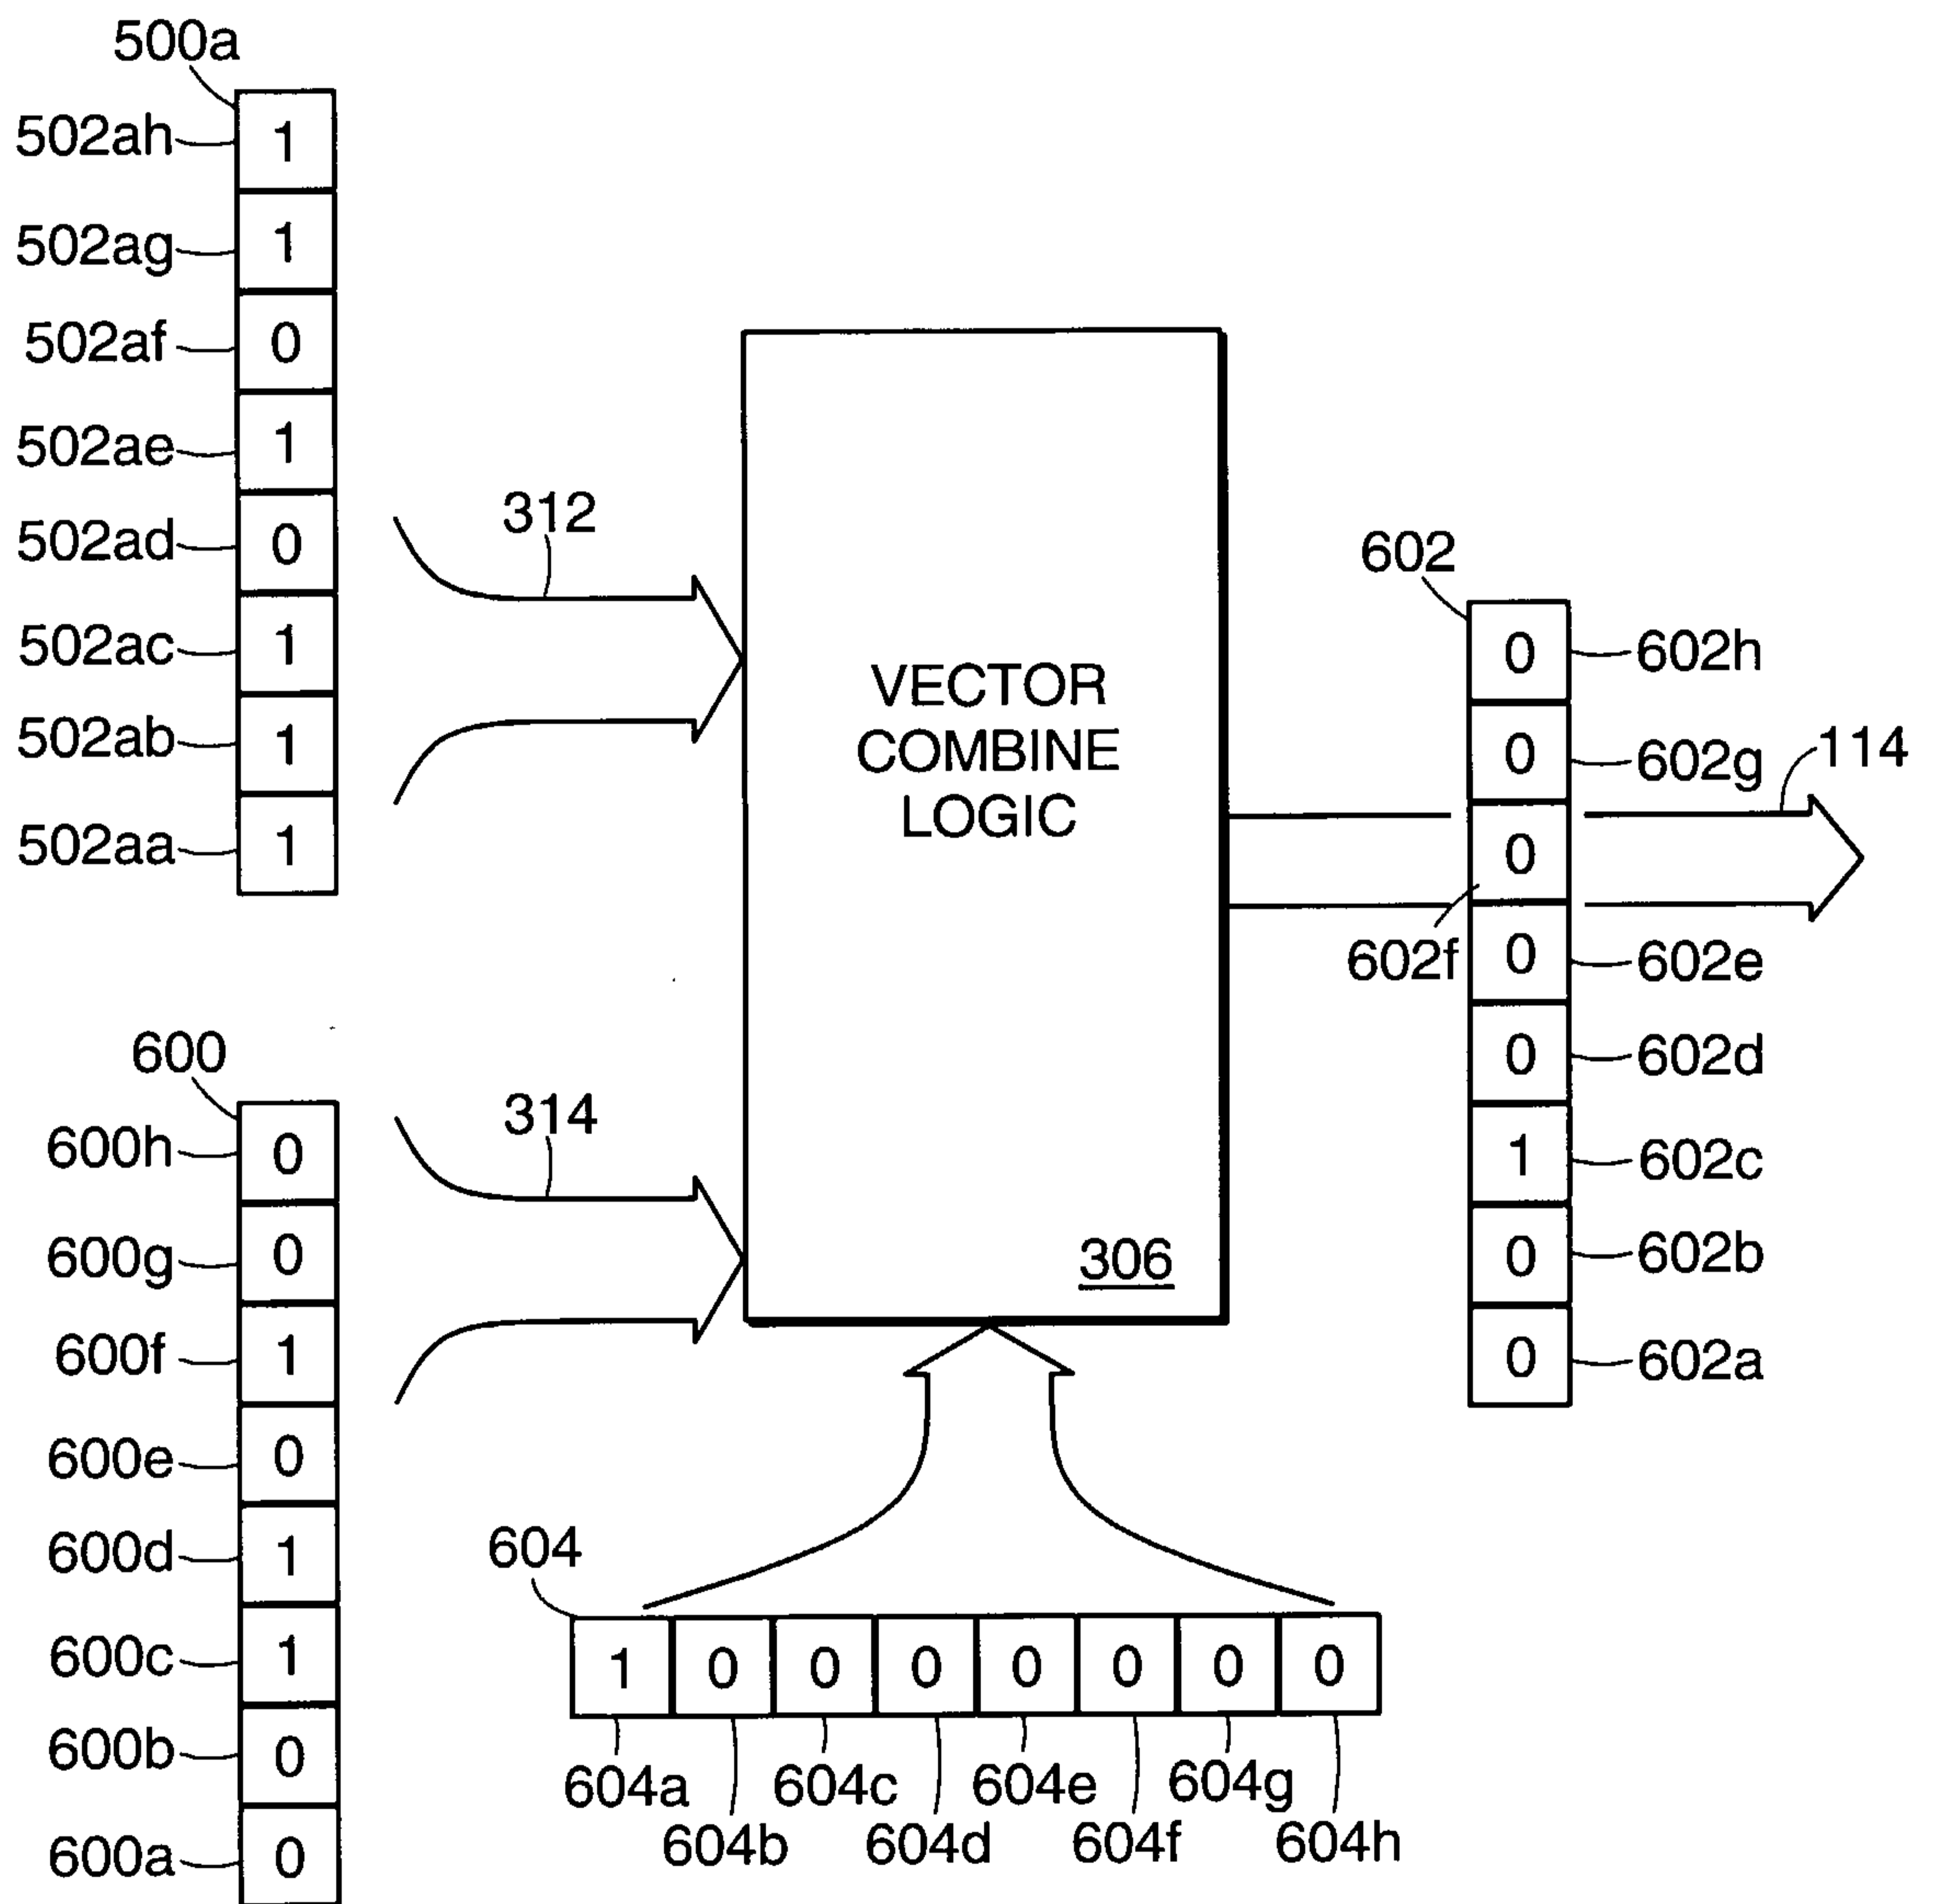 500a
502ah 1
502ag 1
502af 0
502ae 1
502ad 0
502ac 1
502ab 1
502aa 1
312
600
600h 0
600g 0
600f 1
600e 0
600d 1
600c 1
600b 0
600a 0
314
VECTOR
COMBINE
LOGIC
306
604
1 0 0 0 0 0 0 0
604a 604c 604e 604g
604b 604d 604f 604h
602
0 602h
0 602g
114
0
602f
0 602e
0 602d
1 602c
0 602b
0 602a